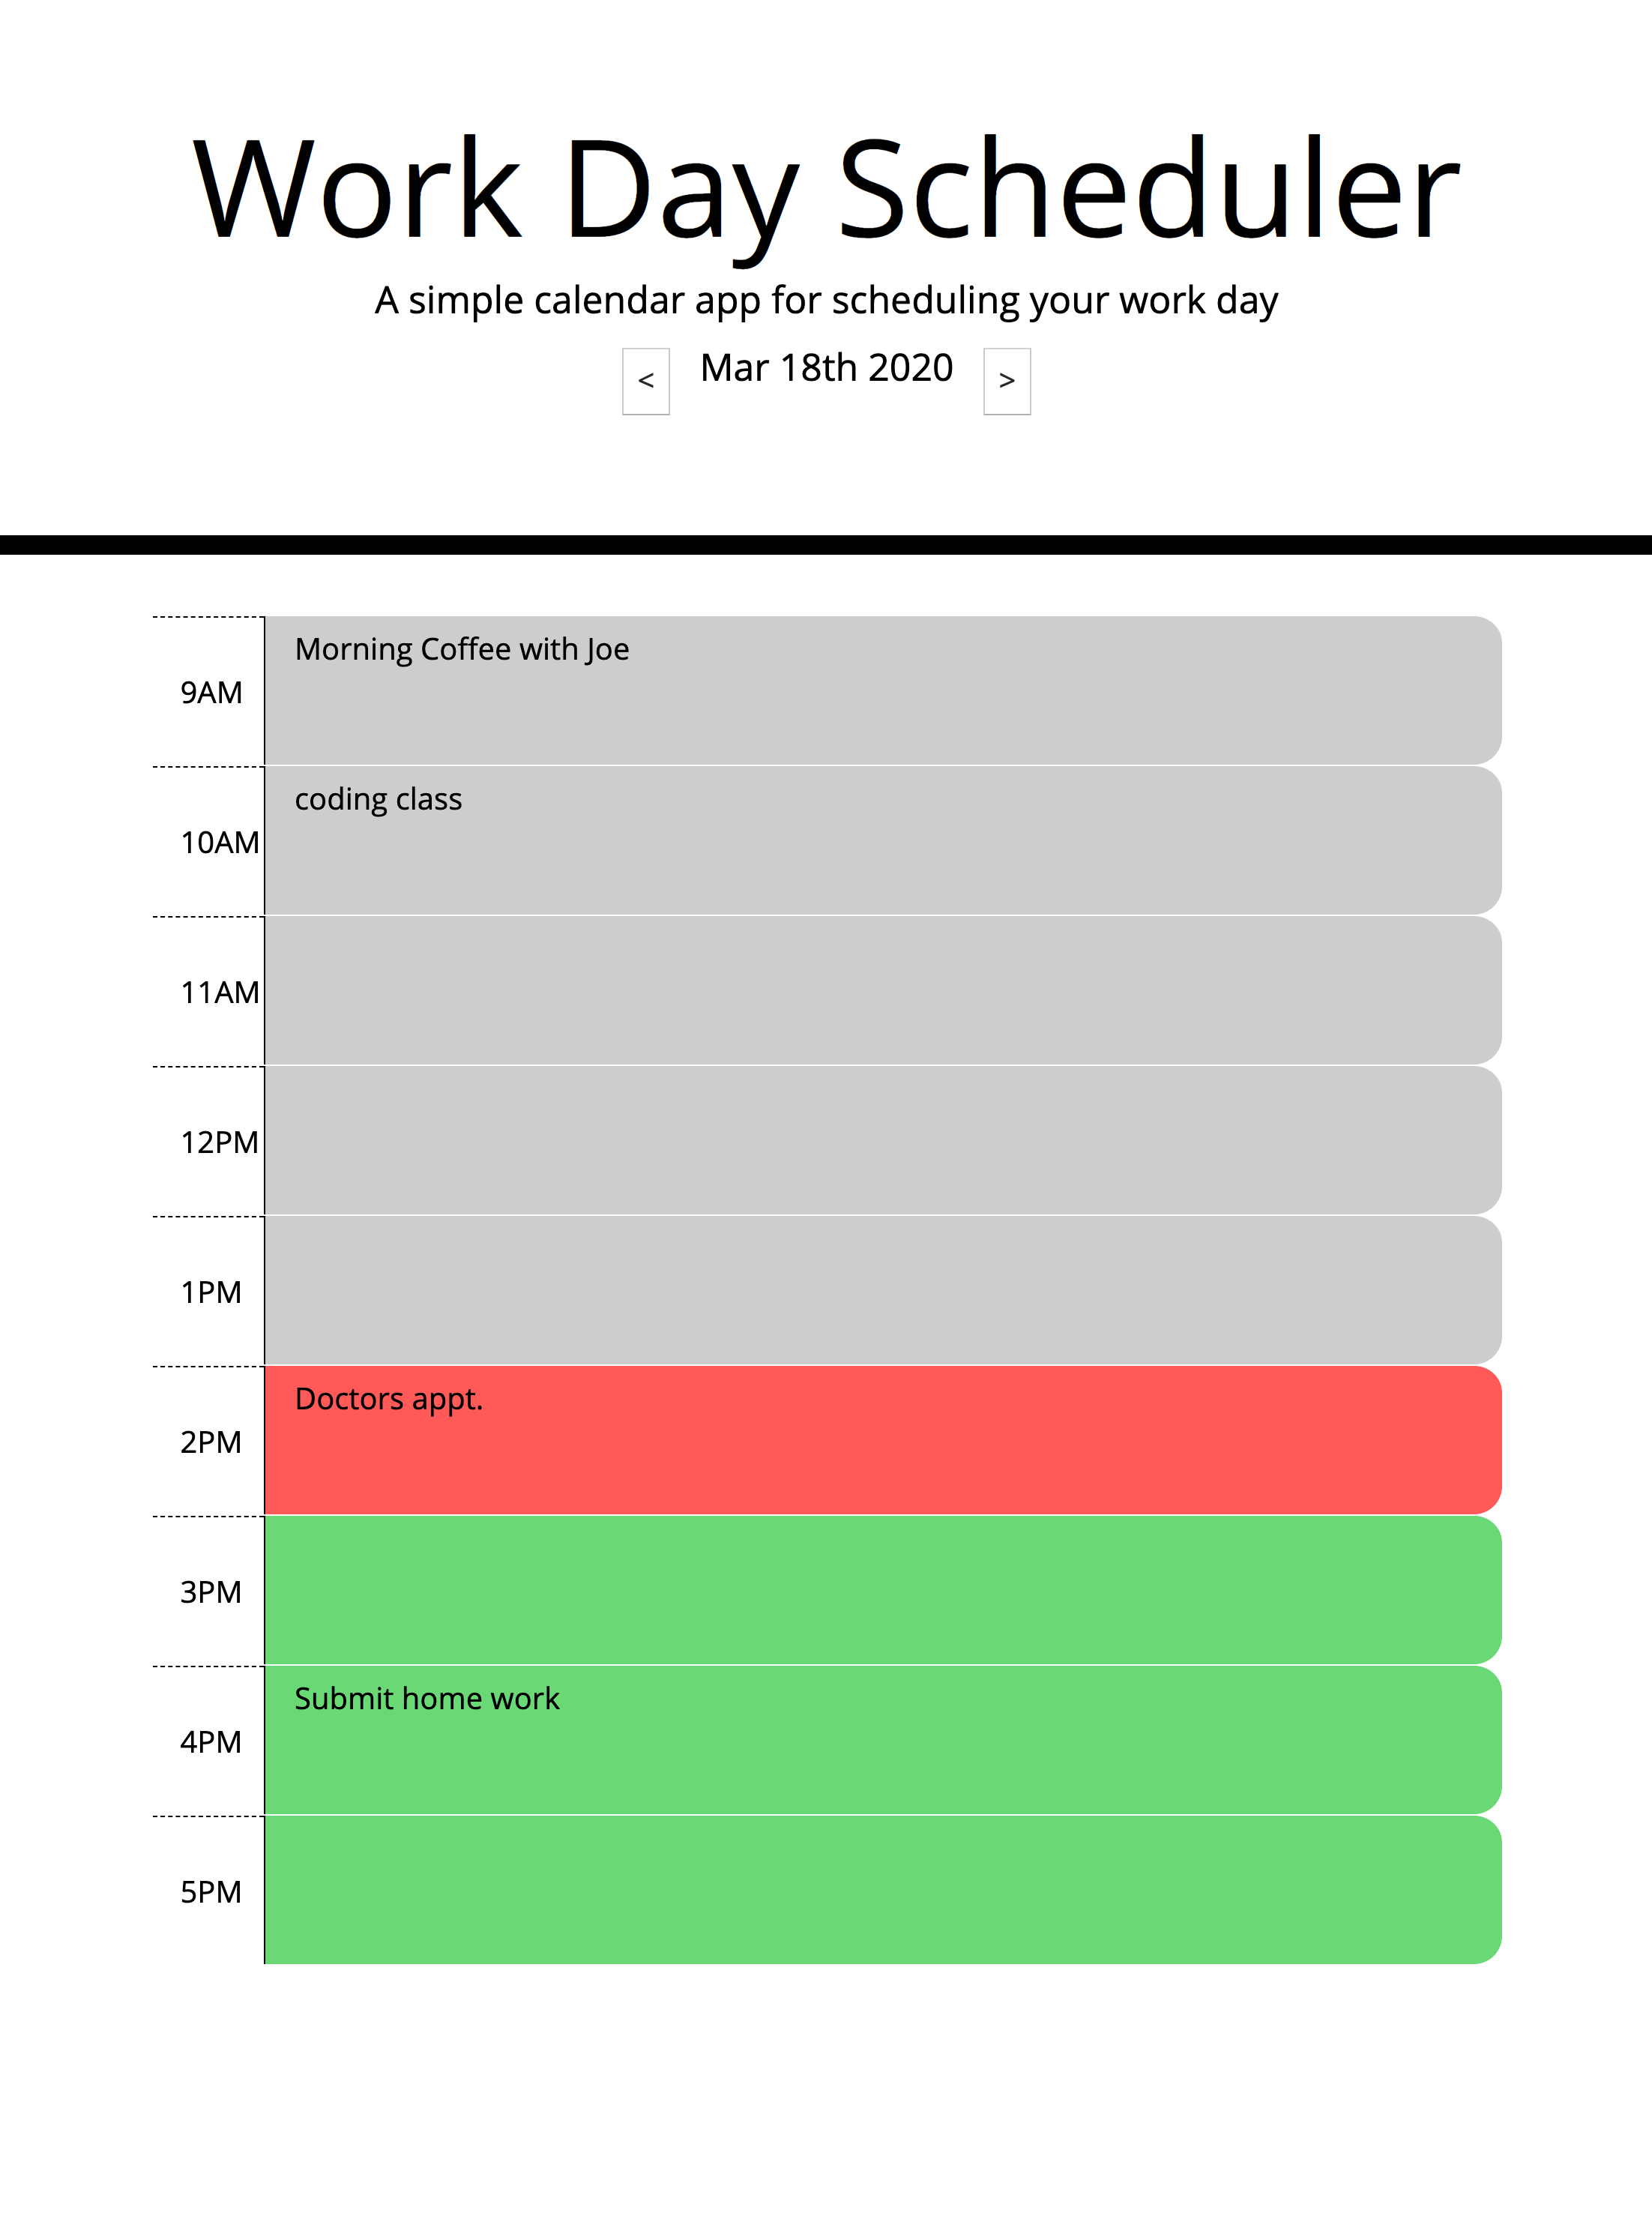 Work Day Scheduler
A simple calendar app for scheduling your work day
< Mar 18th 2020 >
Morning Coffee with Joe
9AM
coding class
10AM
11AM
12PM
1PM
Doctors appt.
2PM
3PM
Submit home work
4PM
5PM